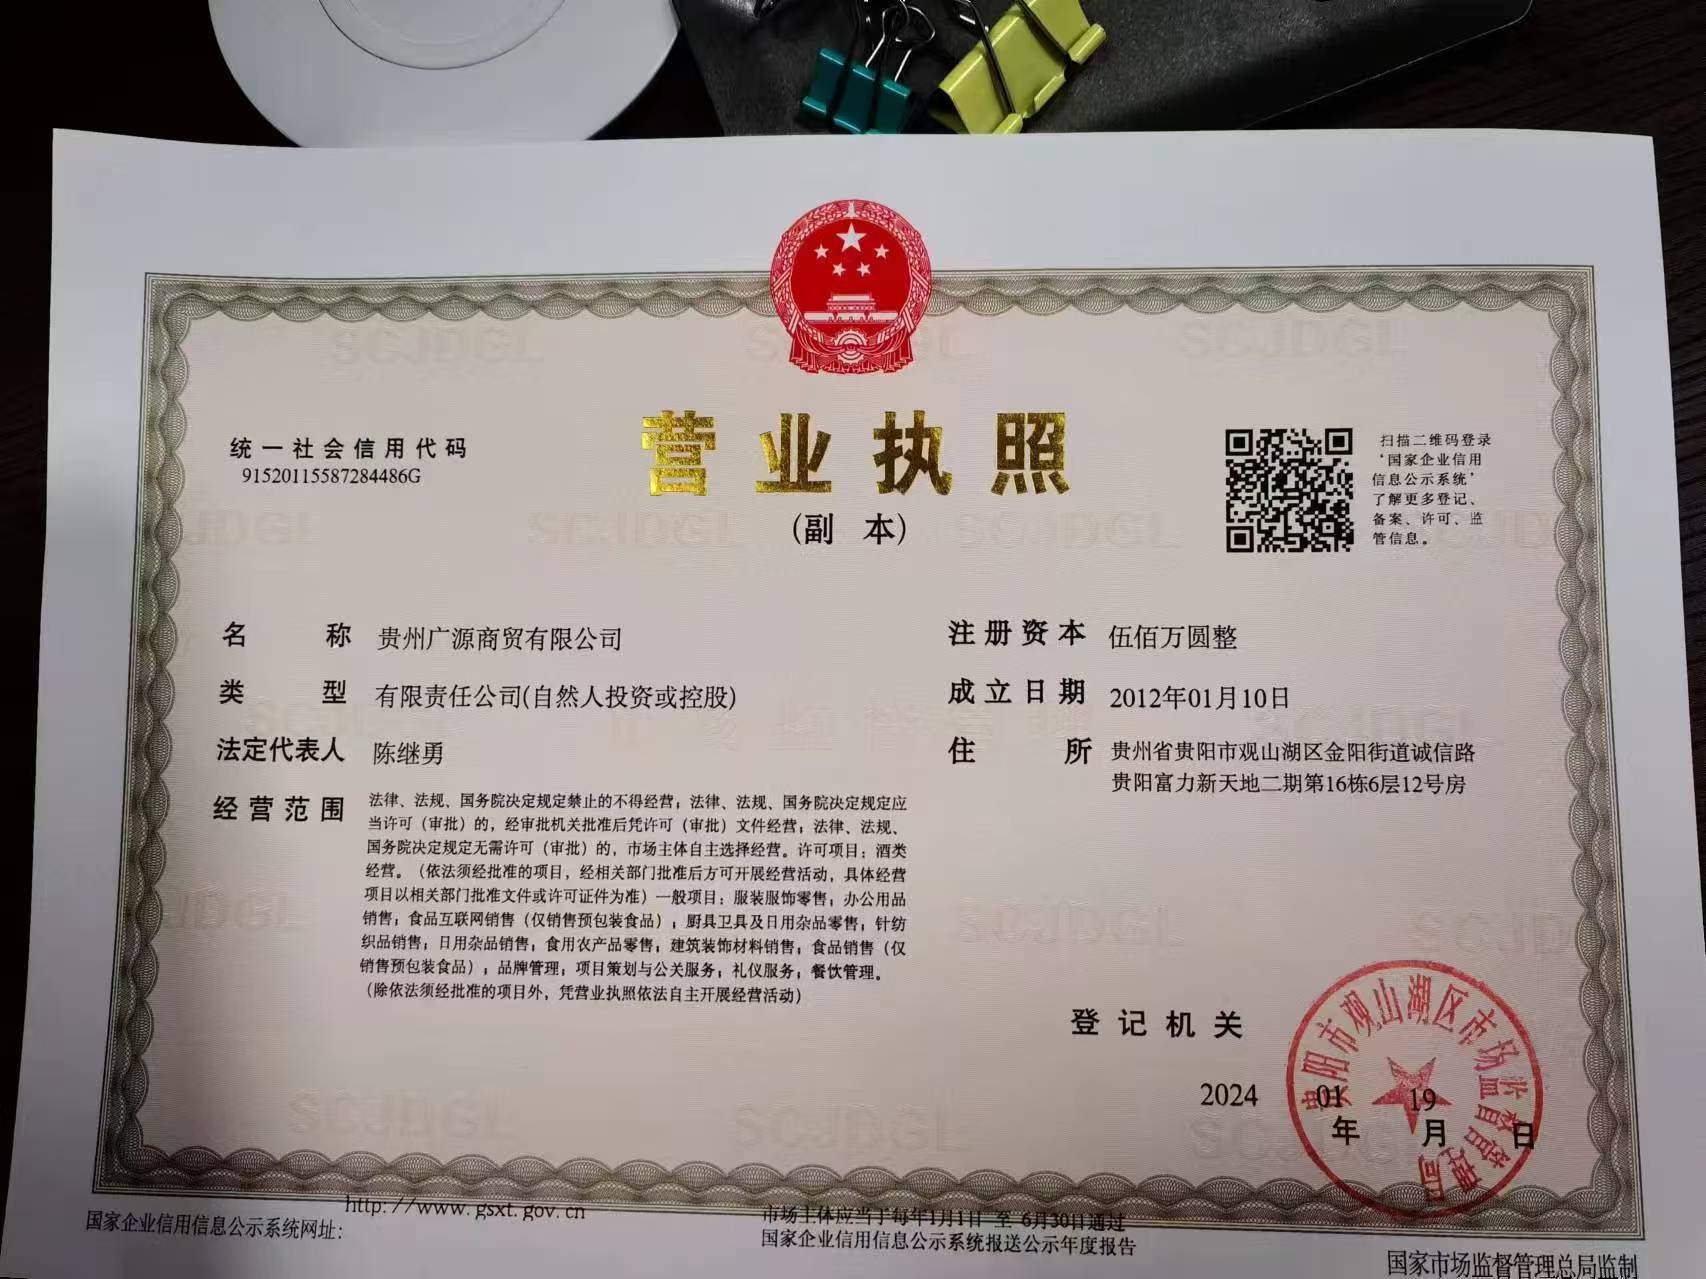 营业执照
(副 本)
统一社会信用代码
91520115587284486G
扫描二维码登录
‘国家企业信用
信息公示系统’
了解更多登记、
备案、许可、监
管信息。
名 称 贵州广源商贸有限公司
类 型 有限责任公司(自然人投资或控股)
法定代表人 陈继勇
经营范围 法律、法规、国务院决定规定禁止的不得经营；法律、法规、国务院决定规定应
当许可（审批）的，经审批机关批准后凭许可（审批）文件经营；法律、法规、
国务院决定规定无需许可（审批）的，市场主体自主选择经营。许可项目：酒类
经营。（依法须经批准的项目，经相关部门批准后方可开展经营活动，具体经营
项目以相关部门批准文件或许可证件为准）一般项目：服装服饰零售；办公用品
销售；食品互联网销售（仅销售预包装食品）；厨具卫具及日用杂品零售；针纺
织品销售；日用杂品销售；食用农产品零售；建筑装饰材料销售；食品销售（仅
销售预包装食品）；品牌管理；项目策划与公关服务；礼仪服务；餐饮管理。
（除依法须经批准的项目外，凭营业执照依法自主开展经营活动）
注册资本 伍佰万圆整
成立日期 2012年01月10日
住 所 贵州省贵阳市观山湖区金阳街道诚信路
贵阳富力新天地二期第16栋6层12号房
登记机关
贵阳市观山湖区市场监督管理局
2024 01 19
年 月 日
http://www.gsxt.gov.cn
国家企业信用信息公示系统网址：
市场主体应当于每年1月1日 至 6月30日通过
国家企业信用信息公示系统报送公示年度报告
国家市场监督管理总局监制